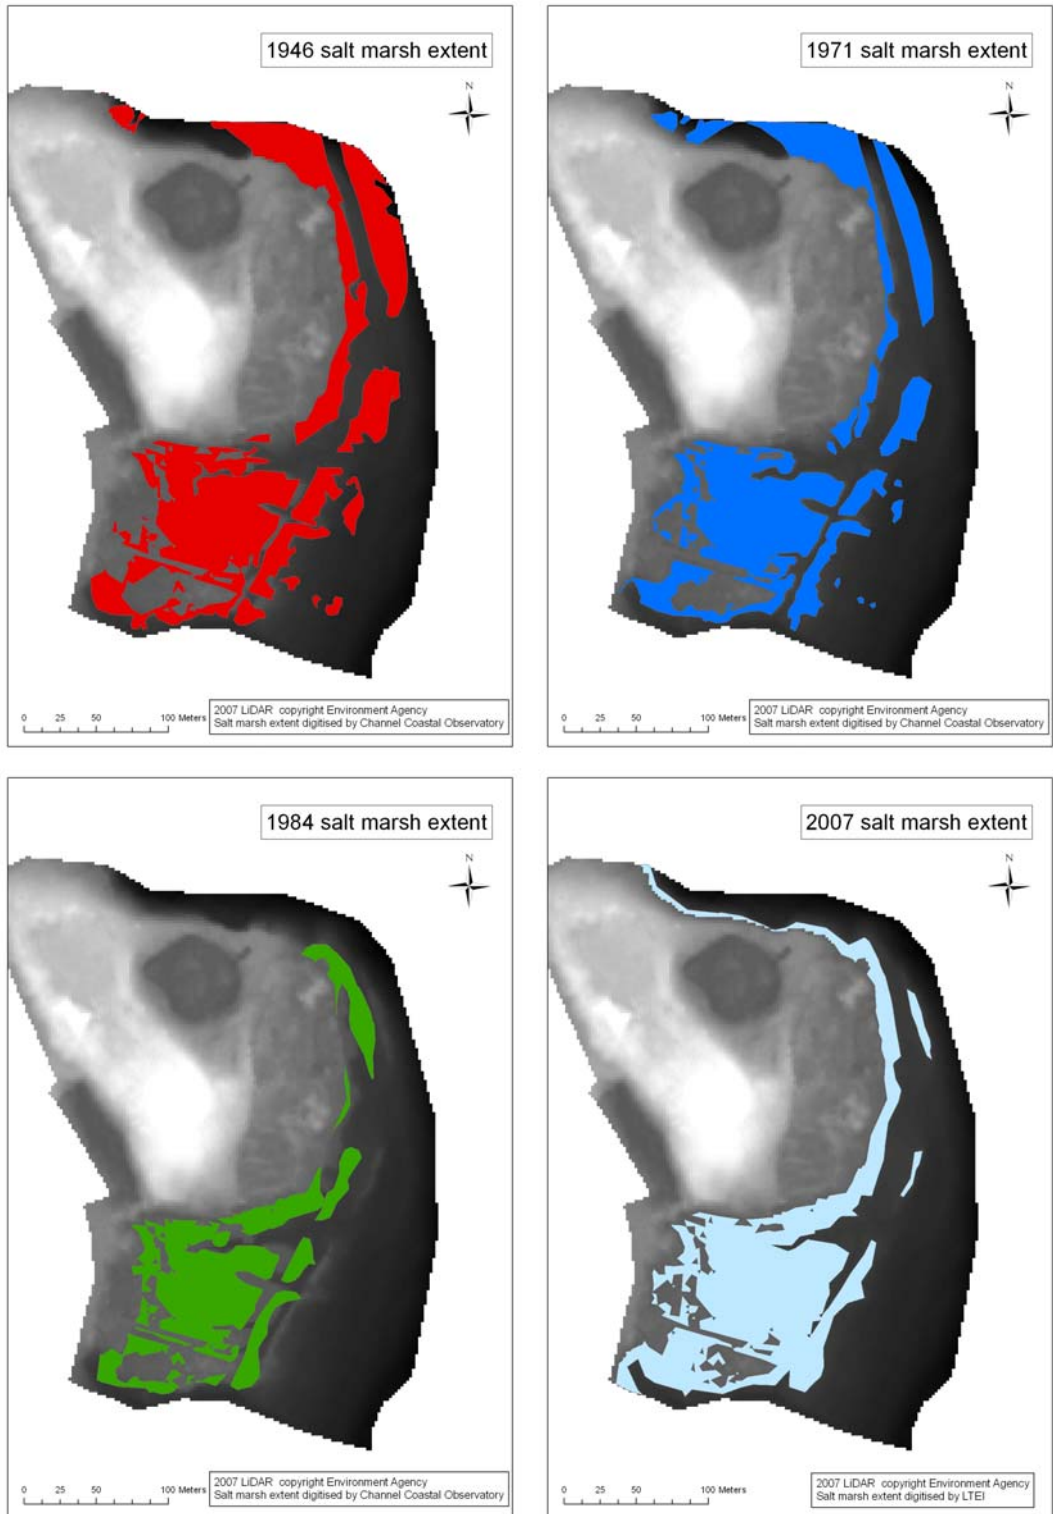 1946 salt marsh extent
N
0 25 50 100 Meters
2007 LiDAR copyright Environment Agency
Salt marsh extent digitised by Channel Coastal Observatory
1971 salt marsh extent
N
0 25 50 100 Meters
2007 LiDAR copyright Environment Agency
Salt marsh extent digitised by Channel Coastal Observatory
1984 salt marsh extent
N
0 25 50 100 Meters
2007 LiDAR copyright Environment Agency
Salt marsh extent digitised by Channel Coastal Observatory
2007 salt marsh extent
N
0 25 50 100 Meters
2007 LiDAR copyright Environment Agency
Salt marsh extent digitised by LTEI